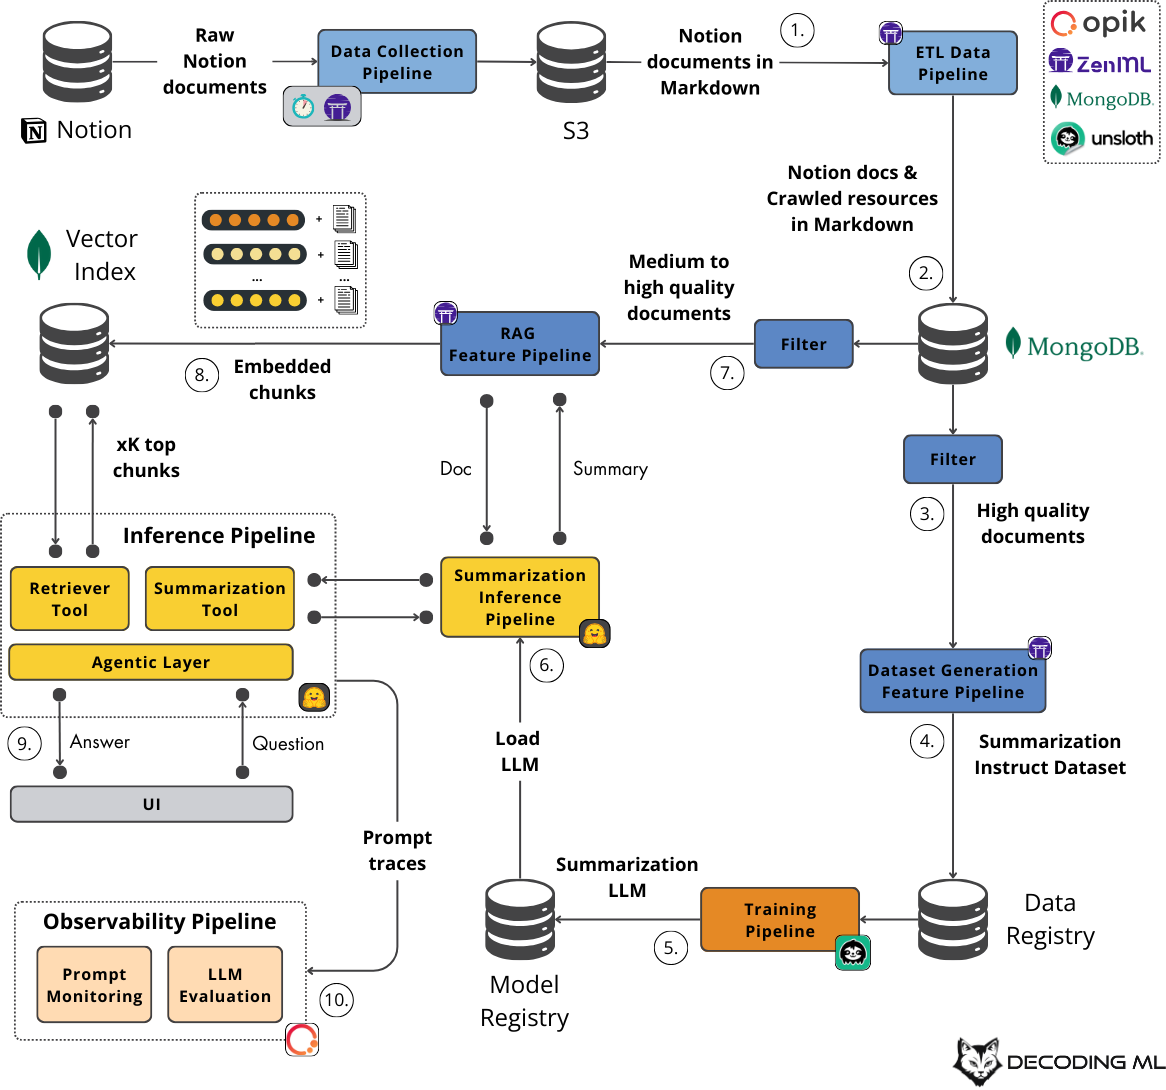 Raw
Notion
documents
Data Collection
Pipeline
Notion
documents in
Markdown
1.
ETL Data
Pipeline
opik
ZenML
MongoDB.
unsloth
N
Notion
S3
Notion docs &
Crawled resources
in Markdown
Vector
Index
+
+
...
...
+
2.
Medium to
high quality
documents
RAG
Feature Pipeline
Filter
MongoDB.
8.
Embedded
chunks
7.
xK top
chunks
Doc
Summary
Filter
3.
High quality
documents
Inference Pipeline
Retriever
Tool
Summarization
Tool
Agentic Layer
Summarization
Inference
Pipeline
6.
Dataset Generation
Feature Pipeline
9.
Answer
Question
Load
LLM
4.
Summarization
Instruct Dataset
UI
Prompt
traces
Summarization
LLM
Training
Pipeline
5.
Data
Registry
Observability Pipeline
Prompt
Monitoring
LLM
Evaluation
10.
Model
Registry
DECODING ML